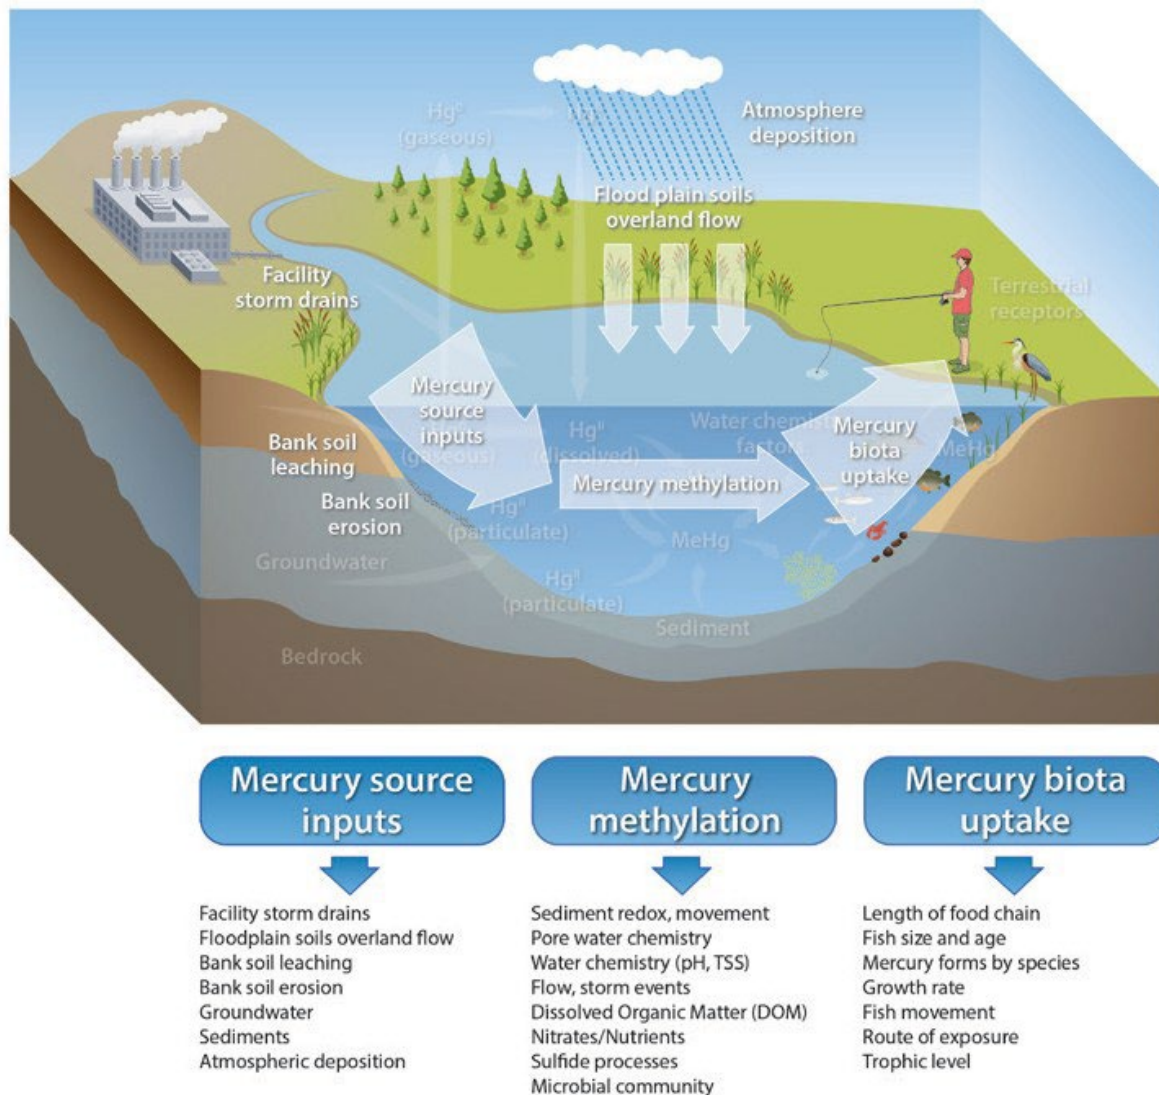 Hg⁰
(gaseous)
Atmosphere
deposition
Flood plain soils
overland flow
Facility
storm drains
Terrestrial
receptors
Mercury
source
inputs
Bank soil
leaching
(gaseous)
Hgᴵᴵ
(dissolved)
Water
factors
Mercury
biota
uptake
MeHg
Mercury methylation
Bank soil
erosion
Hgᴵᴵ
(particulate)
MeHg
Groundwater
Hgᴵᴵ
(particulate)
Sediment
Bedrock
Mercury source
inputs
Mercury
methylation
Mercury biota
uptake
Facility storm drains
Floodplain soils overland flow
Bank soil leaching
Bank soil erosion
Groundwater
Sediments
Atmospheric deposition
Sediment redox, movement
Pore water chemistry
Water chemistry (pH, TSS)
Flow, storm events
Dissolved Organic Matter (DOM)
Nitrates/Nutrients
Sulfide processes
Microbial community
Length of food chain
Fish size and age
Mercury forms by species
Growth rate
Fish movement
Route of exposure
Trophic level